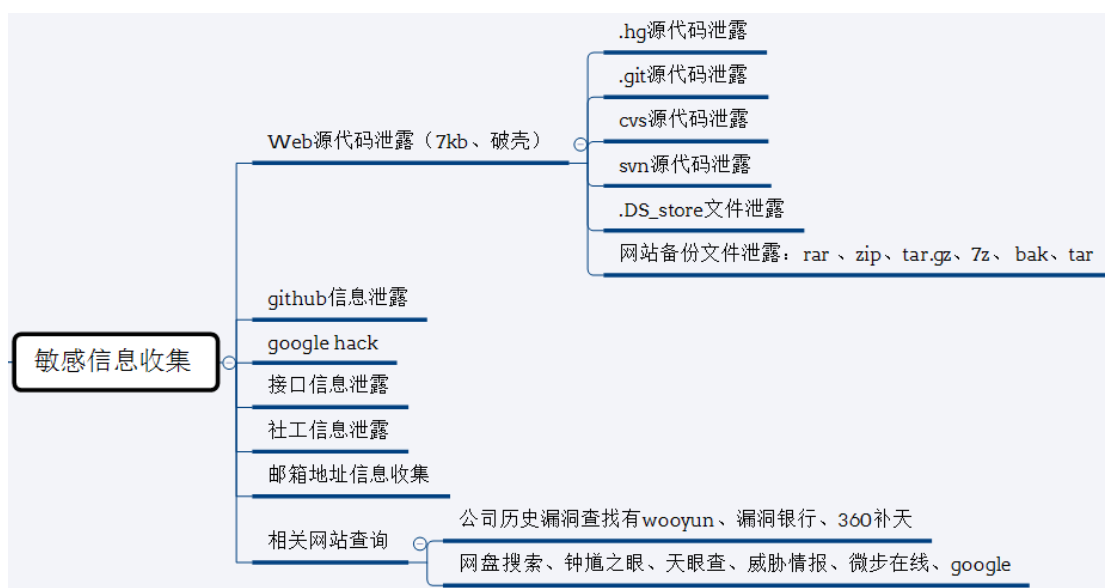 敏感信息收集
Web源代码泄露（7kb、破壳）
.hg源代码泄露
.git源代码泄露
cvs源代码泄露
svn源代码泄露
.DS_store文件泄露
网站备份文件泄露：rar 、zip、tar.gz、7z、 bak、tar
github信息泄露
google hack
接口信息泄露
社工信息泄露
邮箱地址信息收集
相关网站查询
公司历史漏洞查找有wooyun、漏洞银行、360补天
网盘搜索、钟馗之眼、天眼查、威胁情报、微步在线、google